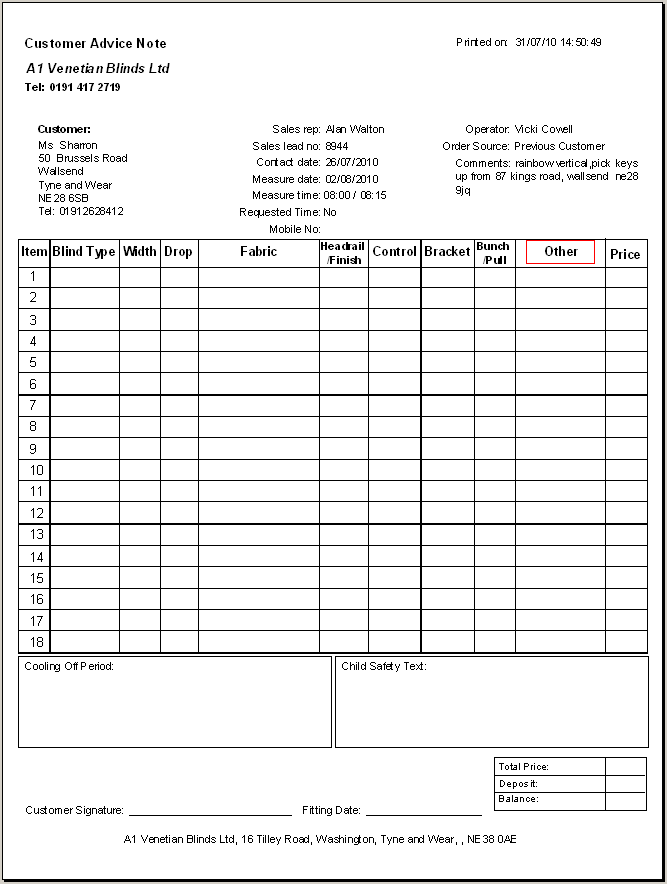 Customer Advice Note
Printed on: 31/07/10 14:50:49
A1 Venetian Blinds Ltd
Tel: 0191 417 2719
Customer:
Ms Sharron
50 Brussels Road
Wallsend
Tyne and Wear
NE28 6SB
Tel: 01912628412
Sales rep: Alan Walton
Sales lead no: 8944
Contact date: 26/07/2010
Measure date: 02/08/2010
Measure time: 08:00 / 08:15
Requested Time: No
Mobile No:
Operator: Vicki Cowell
Order Source: Previous Customer
Comments: rainbow vertical,pick keys
up from 87 kings road, wallsend ne28
9jq
Item Blind Type Width Drop Fabric Headrail /Finish Control Bracket Bunch /Pull Other Price
1
2
3
4
5
6
7
8
9
10
11
12
13
14
15
16
17
18
Cooling Off Period:
Child Safety Text:
Total Price:
Deposit:
Balance:
Customer Signature: Fitting Date:
A1 Venetian Blinds Ltd, 16 Tilley Road, Washington, Tyne and Wear, , NE38 0AE